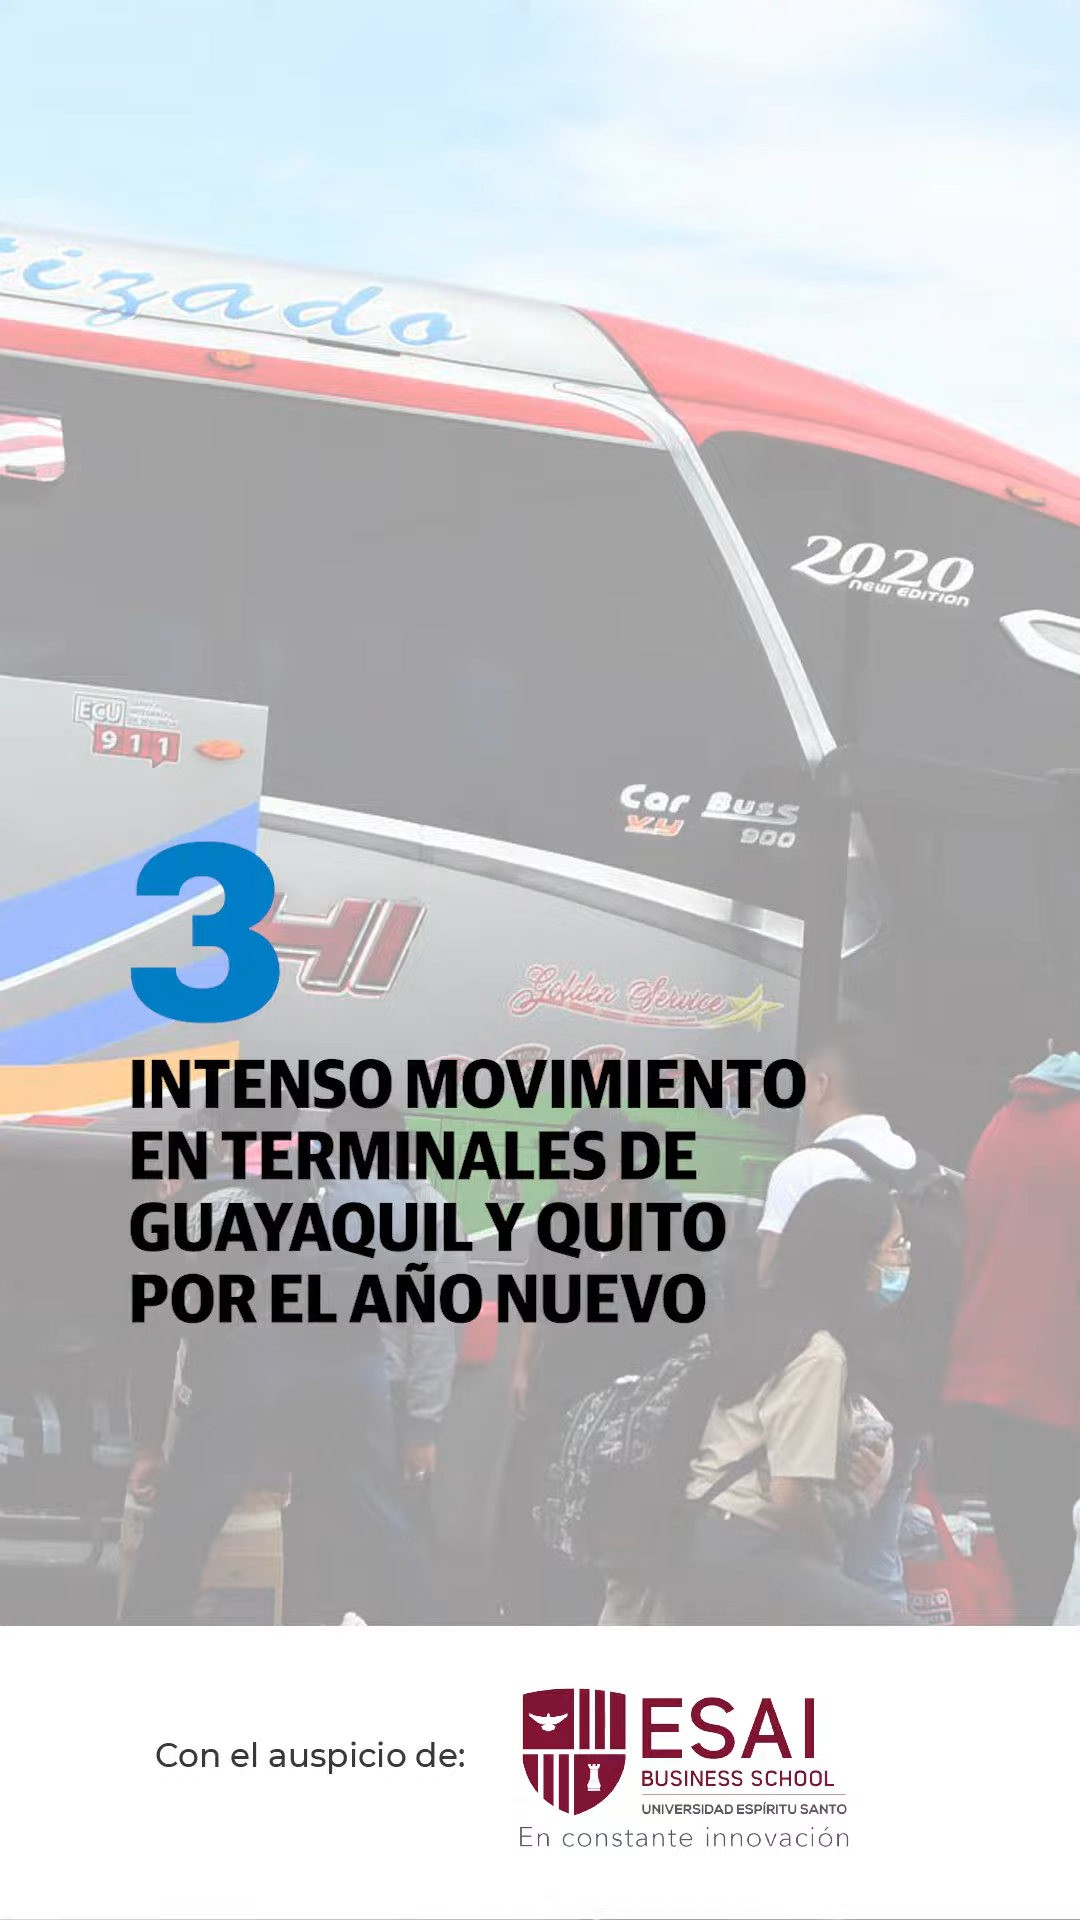 izado
2020
NEW EDITION
ECU
911
Car Buss
900
3
HI
Golden Service
INTENSO MOVIMIENTO
EN TERMINALES DE
GUAYAQUIL Y QUITO
POR EL AÑO NUEVO
Con el auspicio de:
ESAI
BUSINESS SCHOOL
UNIVERSIDAD ESPÍRITU SANTO
En constante innovación